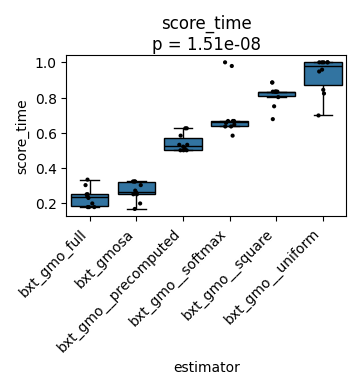 score_time
p = 1.51e-08
score_time
1.0
0.8
0.6
0.4
0.2
bxt_gmo_full
bxt_gmosa
bxt_gmo__precomputed
bxt_gmo__softmax
bxt_gmo__square
bxt_gmo__uniform
estimator